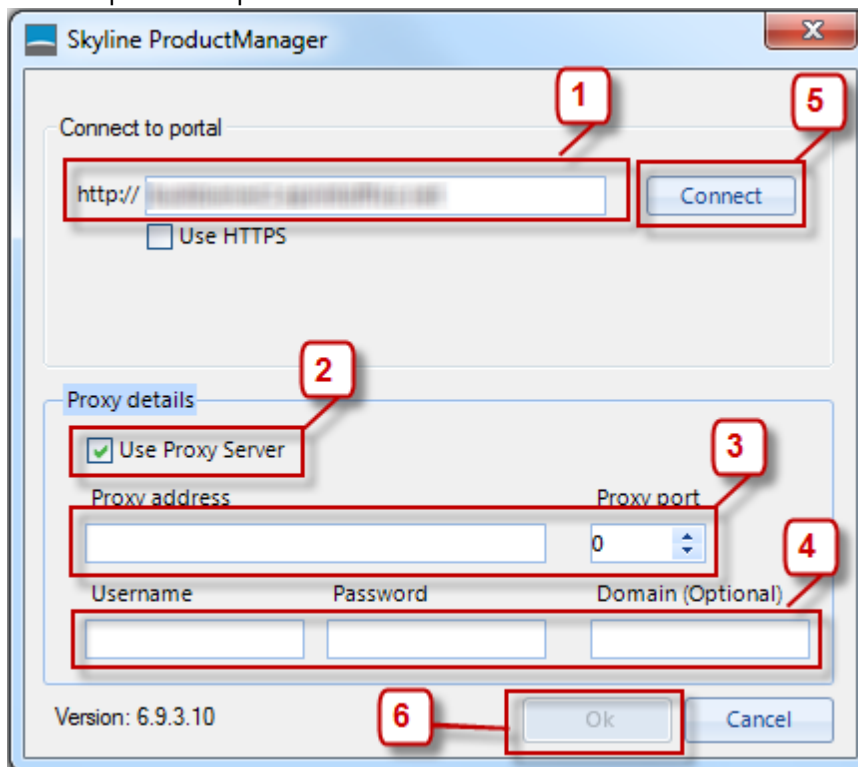 Skyline ProductManager
1
5
Connect to portal
http://
Connect
Use HTTPS
2
Proxy details
Use Proxy Server
3
Proxy address Proxy port
0
4
Username Password Domain (Optional)
Version: 6.9.3.10
6
Ok Cancel